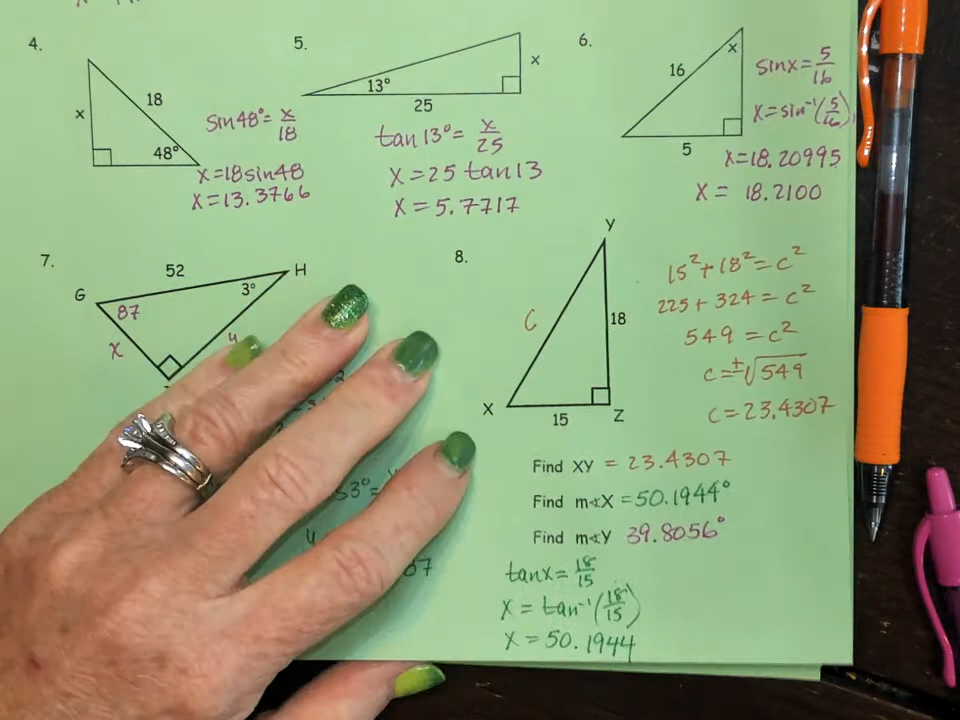 4.
x
18
48°
sin48°= x/18
x=18sin48
x=13.3766
5.
13°
x
25
tan13°= x/25
x=25 tan13
x=5.7717
6.
16
x
5
sinx= 5/16
x=sin⁻¹(5/16)
x=18.20995
x= 18.2100
7.
52
G
H
3°
87
x
y
53°=
8.
Y
C
18
X
15
Z
15²+18²=c²
225+324=c²
549=c²
c=±√549
c=23.4307
Find XY = 23.4307
Find m∢X =50.1944°
Find m∢Y 39.8056°
tanx= 18/15
x = tan⁻¹(18/15)
x = 50.1944